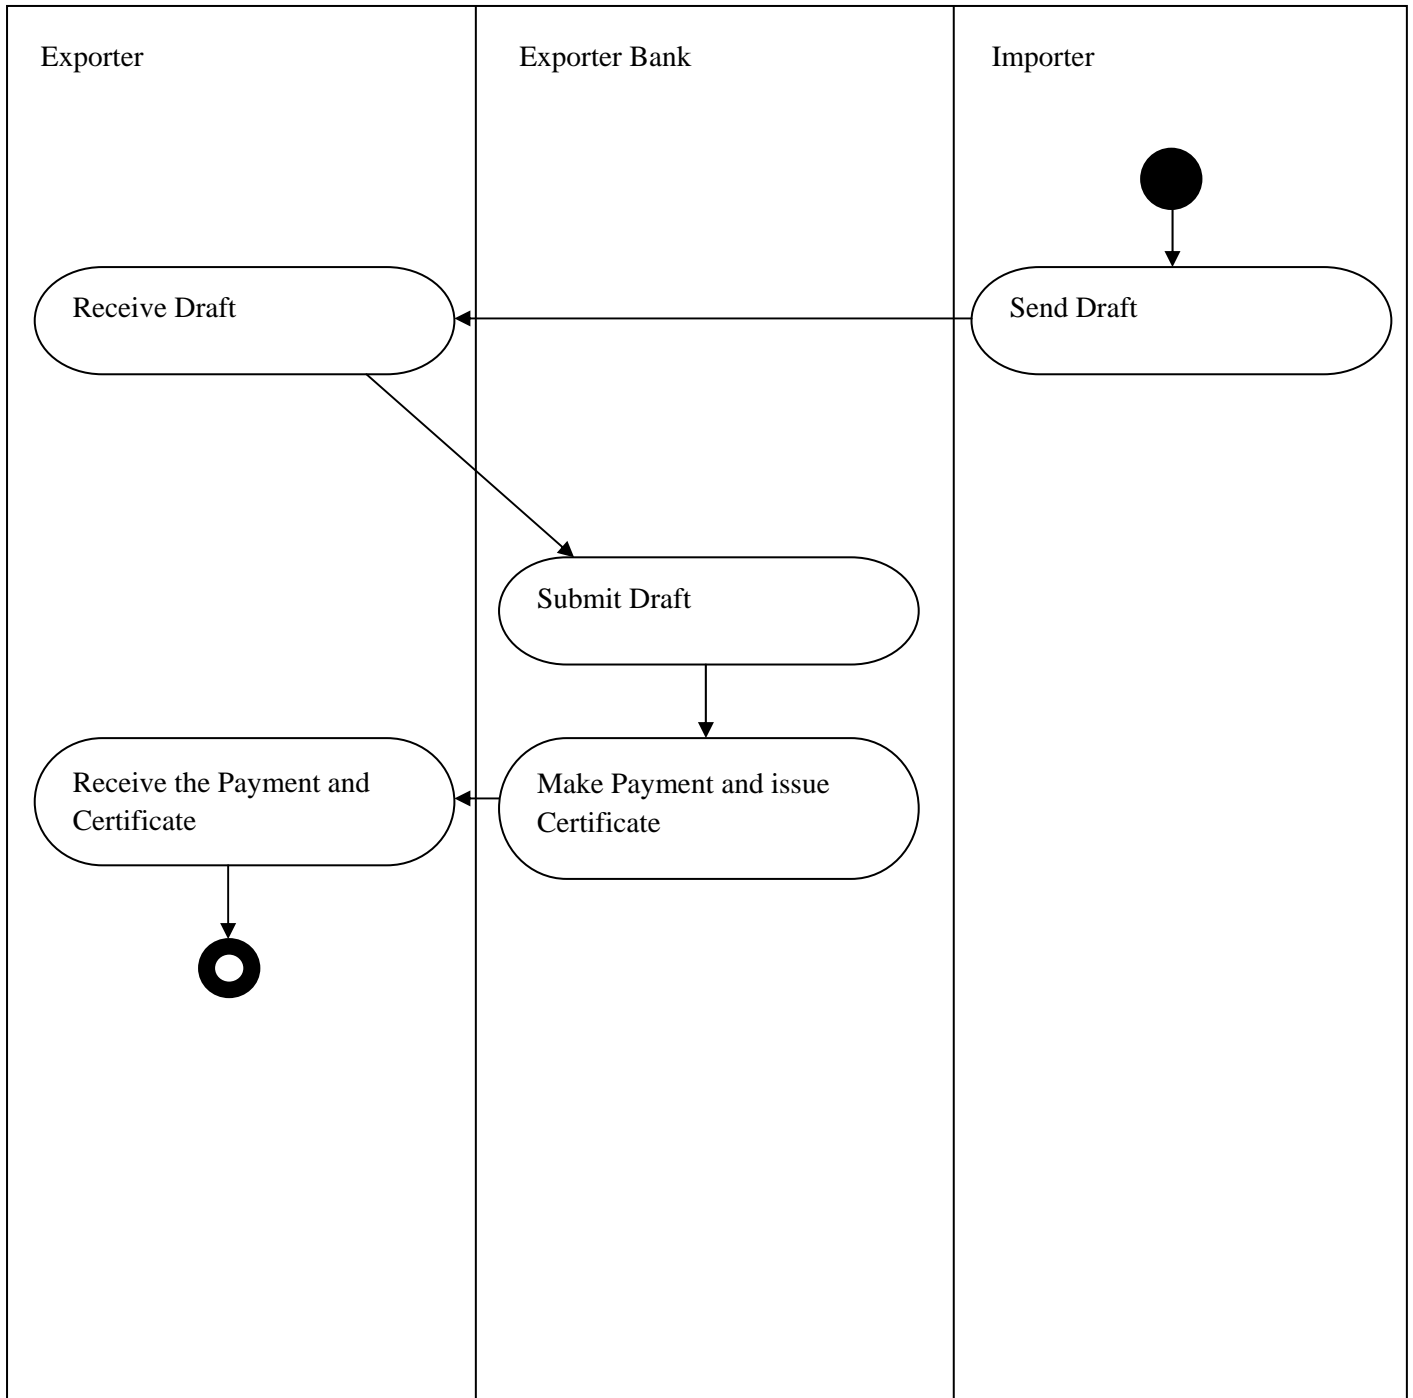 Exporter
Exporter Bank
Importer
Receive Draft
Send Draft
Submit Draft
Receive the Payment and
Certificate
Make Payment and issue
Certificate